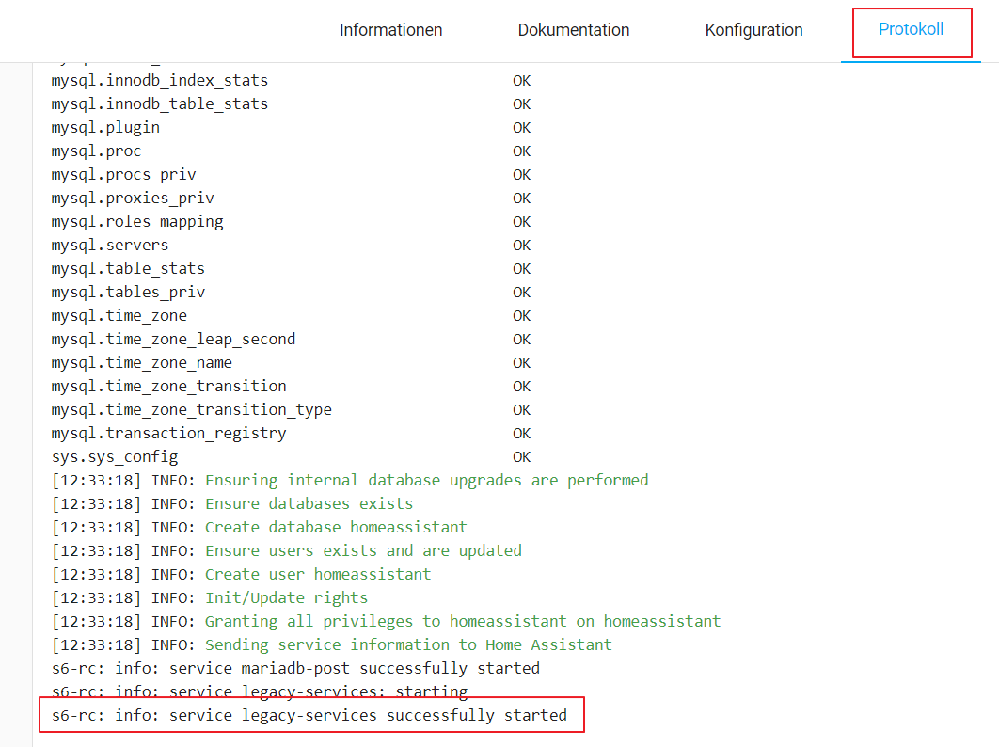 Informationen Dokumentation Konfiguration Protokoll
mysql.innodb_index_stats OK
mysql.innodb_table_stats OK
mysql.plugin OK
mysql.proc OK
mysql.procs_priv OK
mysql.proxies_priv OK
mysql.roles_mapping OK
mysql.servers OK
mysql.table_stats OK
mysql.tables_priv OK
mysql.time_zone OK
mysql.time_zone_leap_second OK
mysql.time_zone_name OK
mysql.time_zone_transition OK
mysql.time_zone_transition_type OK
mysql.transaction_registry OK
sys.sys_config OK
[12:33:18] INFO: Ensuring internal database upgrades are performed
[12:33:18] INFO: Ensure databases exists
[12:33:18] INFO: Create database homeassistant
[12:33:18] INFO: Ensure users exists and are updated
[12:33:18] INFO: Create user homeassistant
[12:33:18] INFO: Init/Update rights
[12:33:18] INFO: Granting all privileges to homeassistant on homeassistant
[12:33:18] INFO: Sending service information to Home Assistant
s6-rc: info: service mariadb-post successfully started
s6-rc: info: service legacy-services: starting
s6-rc: info: service legacy-services successfully started